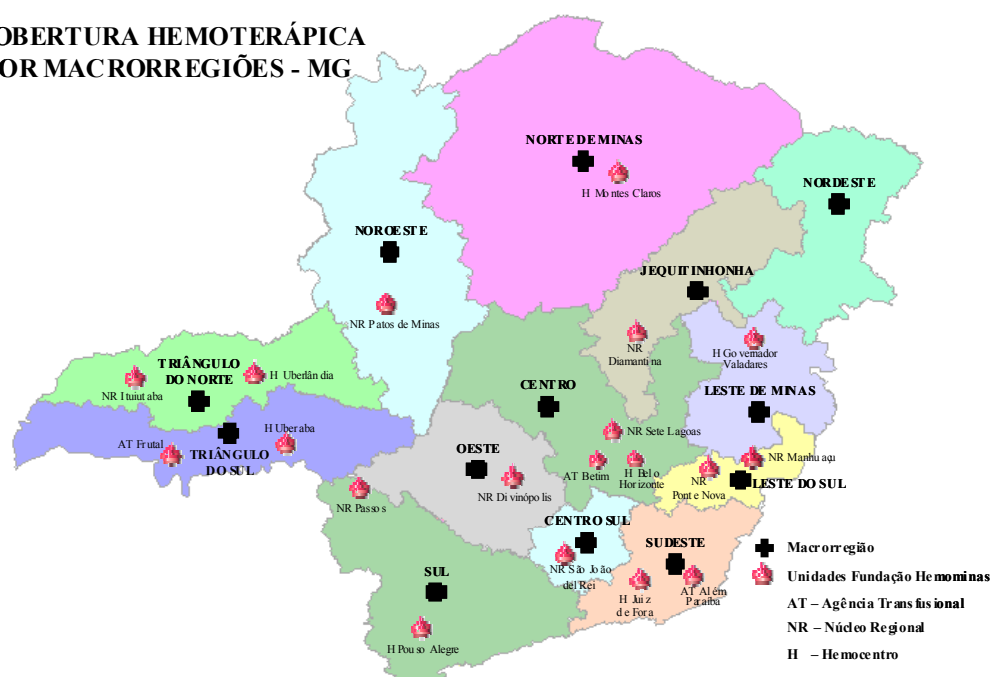 OBERTURA HEMOTERÁPICA
OR MACRORREGIÕES - MG
NORTE DE MINAS
H Montes Claros
NORDESTE
NOROESTE
NR Patos de Minas
JEQUITINHONHA
NR
Diamantina
H Governador
Valadares
LESTE DE MINAS
TRIÂNGULO
DO NORTE
H Uberlândia
NR Ituiutaba
CENTRO
NR Sete Lagoas
AT Betim
H Belo
Horizonte
H Uberaba
AT Frutal
TRIÂNGULO
DO SUL
OESTE
NR Divinópolis
NR Manhuaçu
NR
Ponte Nova
LESTE DO SUL
NR Passos
CENTRO SUL
NR São João
del Rei
SUDESTE
H Juiz
de Fora
AT Além
Paraíba
SUL
H Pouso Alegre
Macrorregião
Unidades Fundação Hemominas
AT – Agência Transfusional
NR – Núcleo Regional
H – Hemocentro